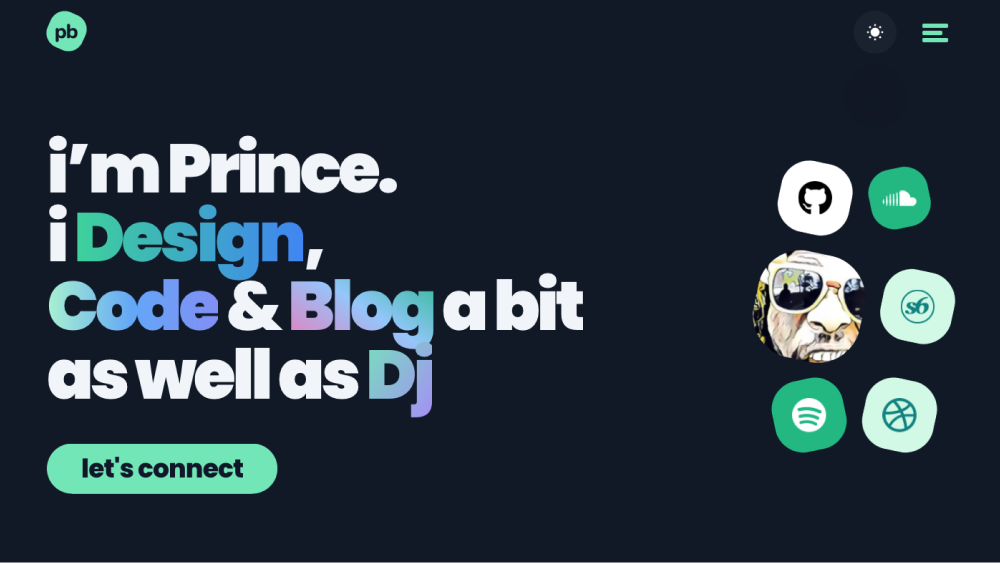 pb
i’m Prince.
i Design,
Code & Blog a bit
as well as Dj
let's connect
s6